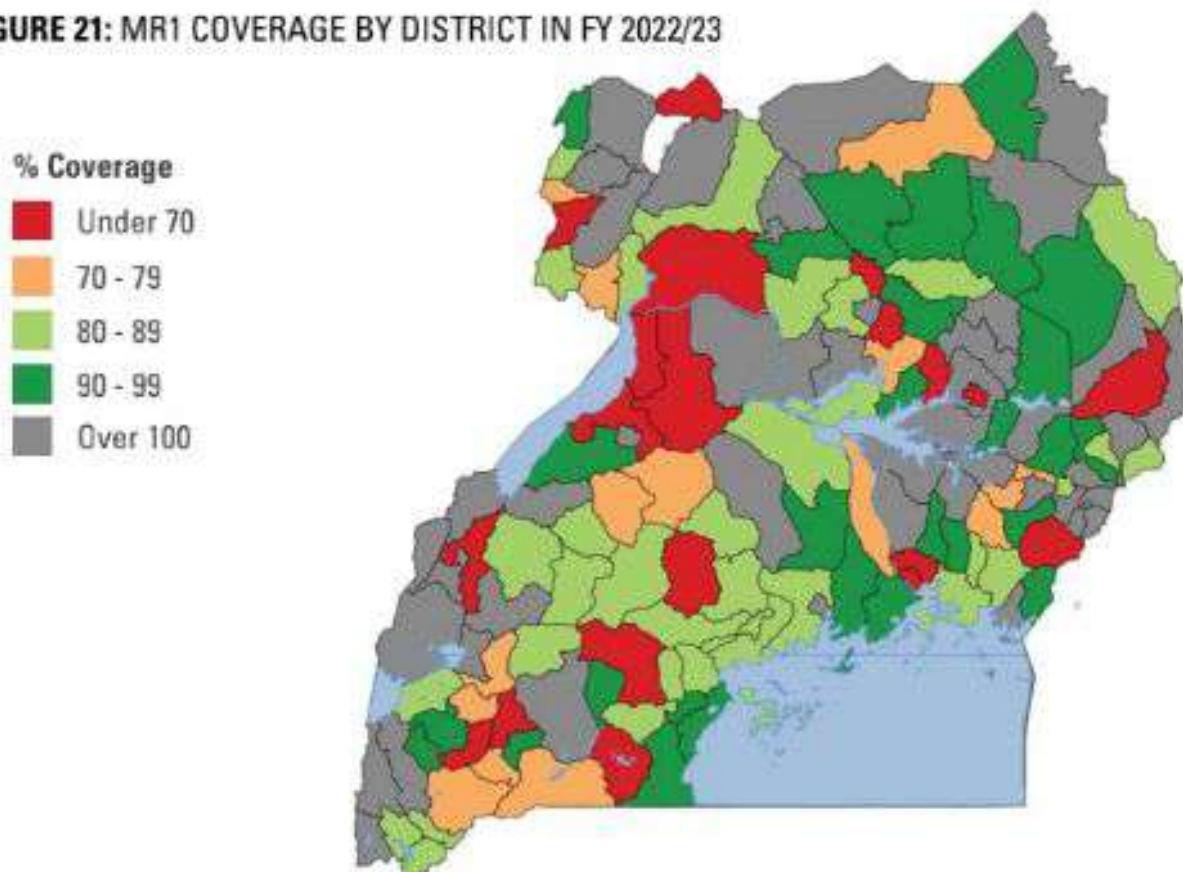 GURE 21: MR1 COVERAGE BY DISTRICT IN FY 2022/23
% Coverage
Under 70
70 - 79
80 - 89
90 - 99
Over 100